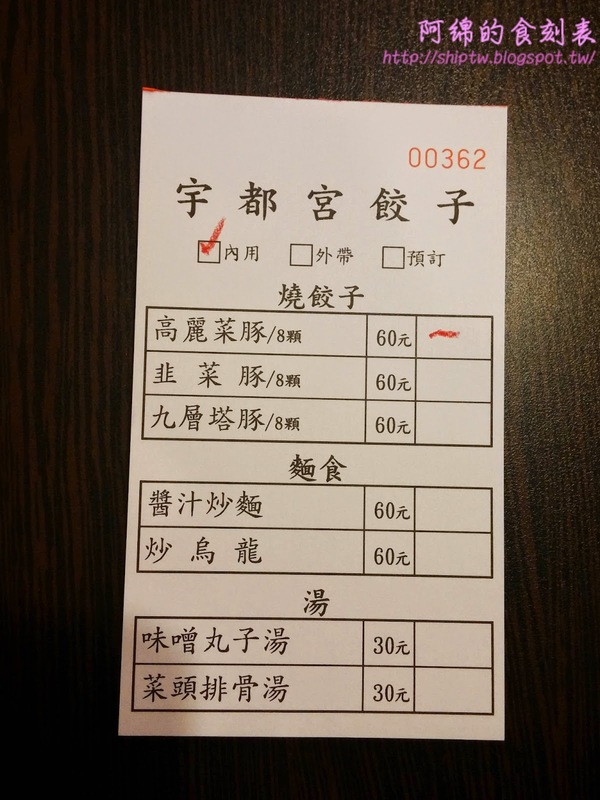 阿綿的食刻表
http://shiptw.blogspot.tw/
00362
宇都宮餃子
內用 外帶 預訂
燒餃子
高麗菜豚/8顆 60元 一
韭菜豚/8顆 60元
九層塔豚/8顆 60元
麵食
醬汁炒麵 60元
炒烏龍 60元
湯
味噌丸子湯 30元
菜頭排骨湯 30元